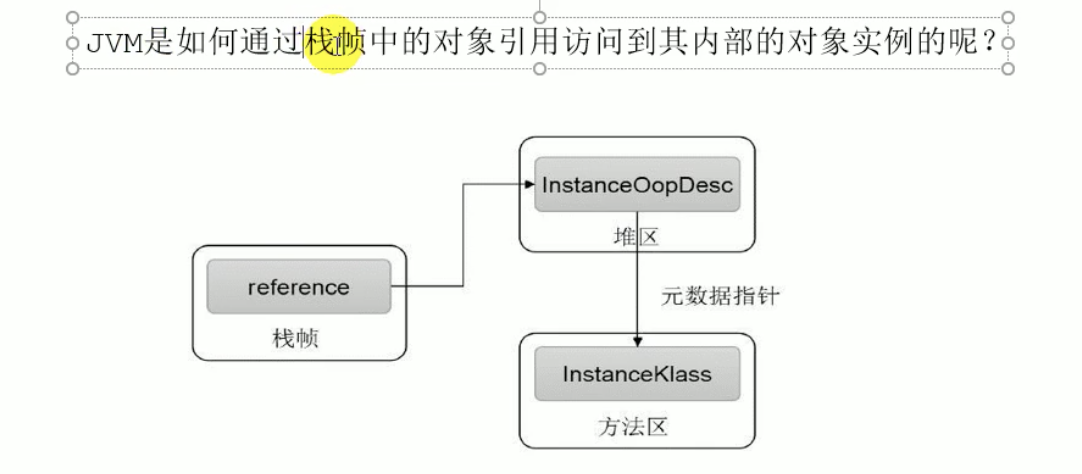 JVM是如何通过栈帧中的对象引用访问到其内部的对象实例的呢?
InstanceOopDesc
堆区
reference
栈帧
元数据指针
InstanceKlass
方法区